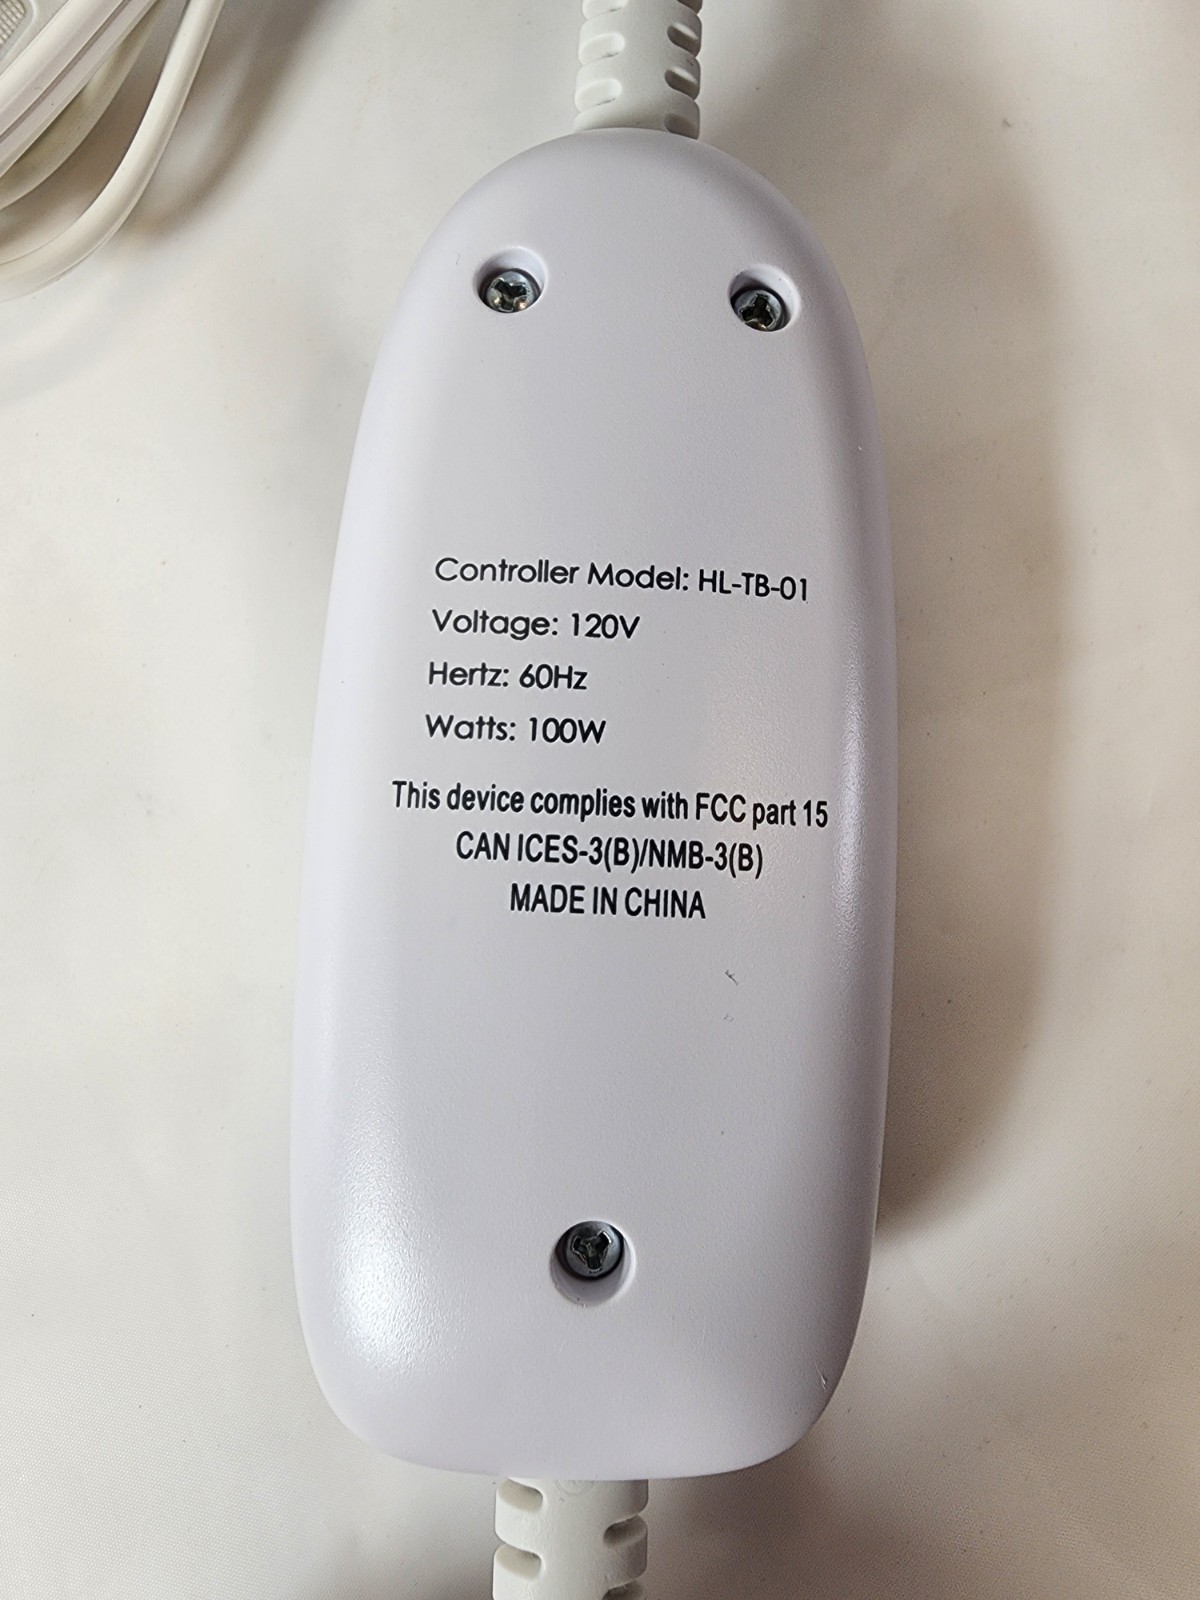 Controller Model: HL-TB-01
Voltage: 120V
Hertz: 60Hz
Watts: 100W
This device complies with FCC part 15
CAN ICES-3(B)/NMB-3(B)
MADE IN CHINA